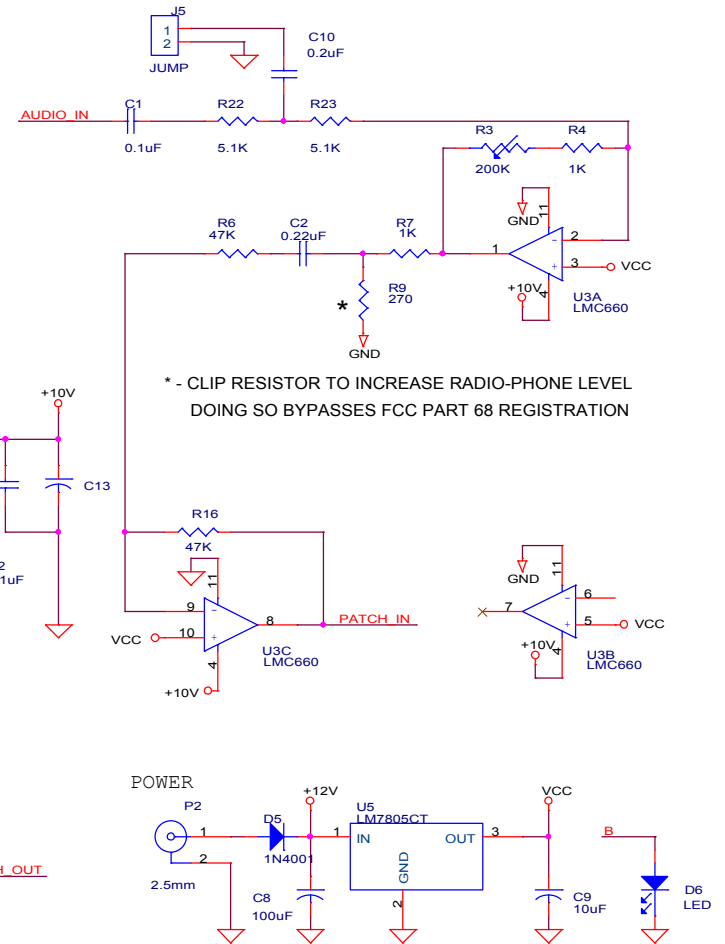 J5
1
2
JUMP
C10
0.2uF
AUDIO_IN
C1
0.1uF
R22
5.1K
R23
5.1K
R3
200K
R4
1K
R6
47K
C2
0.22uF
R7
1K
R9
270
*
GND
GND
11
1
2
-
3
+
VCC
+10V
4
U3A
LMC660
* - CLIP RESISTOR TO INCREASE RADIO-PHONE LEVEL
DOING SO BYPASSES FCC PART 68 REGISTRATION
+10V
C13
2
1uF
R16
47K
11
9
-
10
+
VCC
8
PATCH_IN
4
+10V
U3C
LMC660
GND
11
7
6
-
5
+
VCC
+10V
4
U3B
LMC660
POWER
P2
1
2
2.5mm
D5
1N4001
+12V
C8
100uF
U5
LM7805CT
1
IN
OUT
3
GND
2
VCC
C9
10uF
B
D6
LED
H_OUT